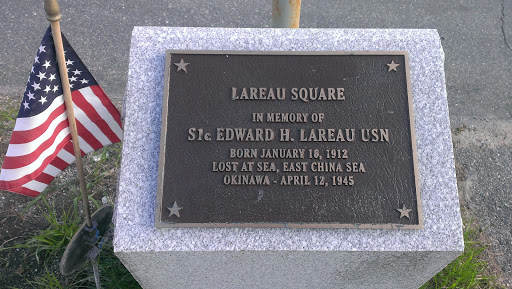 LAREAU SQUARE
IN MEMORY OF
S1c EDWARD H. LAREAU USN
BORN JANUARY 18, 1912
LOST AT SEA, EAST CHINA SEA
OKINAWA - APRIL 12, 1945